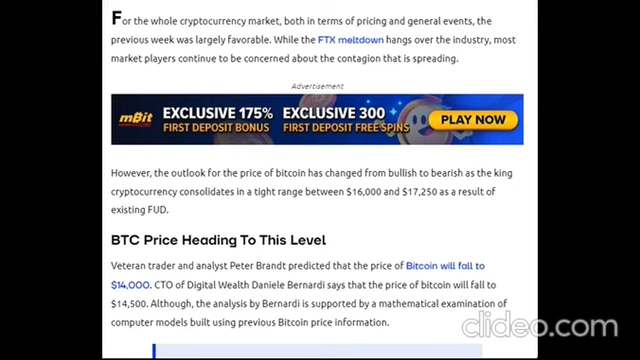 For the whole cryptocurrency market, both in terms of pricing and general events, the
previous week was largely favorable. While the FTX meltdown hangs over the industry, most
market players continue to be concerned about the contagion that is spreading.
Advertisement
mBit EXCLUSIVE 175% FIRST DEPOSIT BONUS EXCLUSIVE 300 FIRST DEPOSIT FREE SPINS PLAY NOW
However, the outlook for the price of bitcoin has changed from bullish to bearish as the king
cryptocurrency consolidates in a tight range between $16,000 and $17,250 as a result of
existing FUD.
BTC Price Heading To This Level
Veteran trader and analyst Peter Brandt predicted that the price of Bitcoin will fall to
$14,000. CTO of Digital Wealth Daniele Bernardi says that the price of bitcoin will fall to
$14,500. Although, the analysis by Bernardi is supported by a mathematical examination of
computer models built using previous Bitcoin price information.
clideo.com